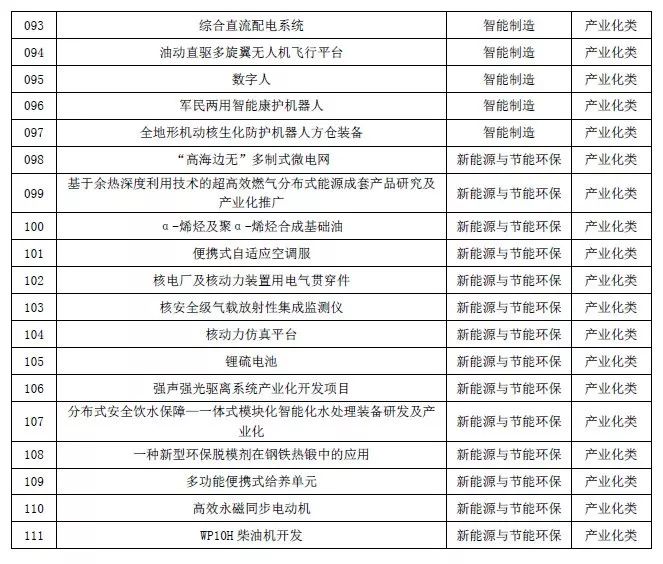 093 综合直流配电系统 智能制造 产业化类
094 油动直驱多旋翼无人机飞行平台 智能制造 产业化类
095 数字人 智能制造 产业化类
096 军民两用智能康护机器人 智能制造 产业化类
097 全地形机动核生化防护机器人方仓装备 智能制造 产业化类
098 “高海边无”多制式微电网 新能源与节能环保 产业化类
099 基于余热深度利用技术的超高效燃气分布式能源成套产品研究及 新能源与节能环保 产业化类
产业化推广
100 α-烯烃及聚α-烯烃合成基础油 新能源与节能环保 产业化类
101 便携式自适应空调服 新能源与节能环保 产业化类
102 核电厂及核动力装置用电气贯穿件 新能源与节能环保 产业化类
103 核安全级气载放射性集成监测仪 新能源与节能环保 产业化类
104 核动力仿真平台 新能源与节能环保 产业化类
105 锂硫电池 新能源与节能环保 产业化类
106 强声强光驱离系统产业化开发项目 新能源与节能环保 产业化类
107 分布式安全饮水保障—一体式模块化智能化水处理装备研发及产 新能源与节能环保 产业化类
业化
108 一种新型环保脱模剂在钢铁热锻中的应用 新能源与节能环保 产业化类
109 多功能便携式给养单元 新能源与节能环保 产业化类
110 高效永磁同步电动机 新能源与节能环保 产业化类
111 WP10H 柴油机开发 新能源与节能环保 产业化类